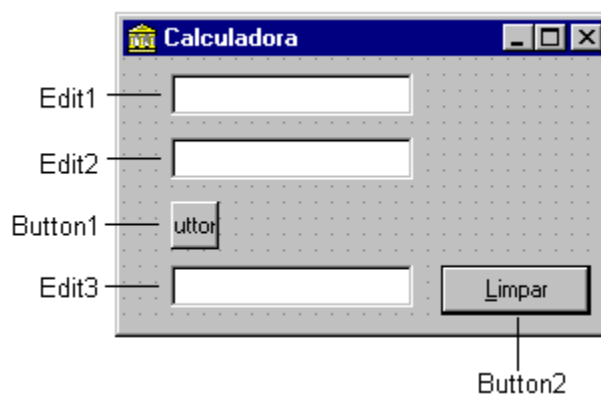 Calculadora
Edit1
Edit2
Button1
uttor
Edit3
Limpar
Button2